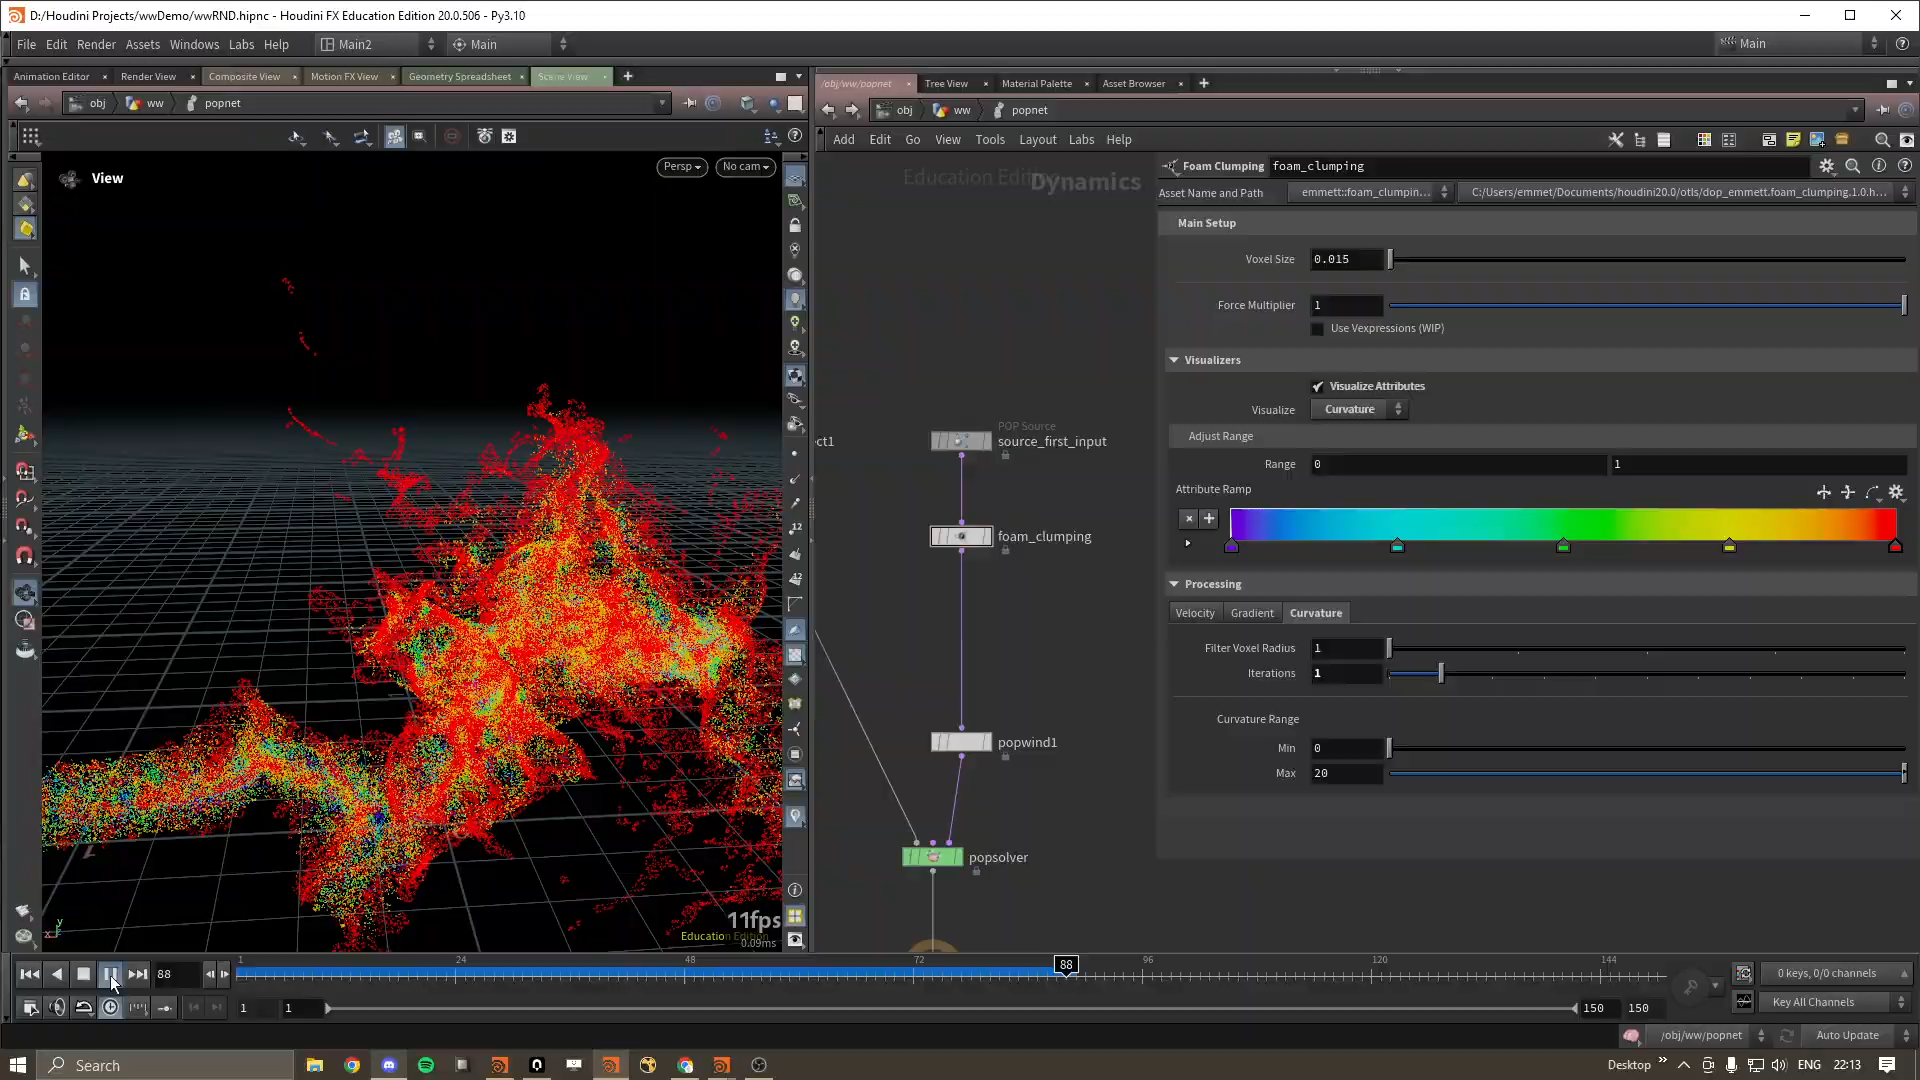 D:/Houdini Projects/wwDemo/wwRND.hipnc - Houdini FX Education Edition 20.0.506 - Py3.10
File Edit Render Assets Windows Labs Help Main2 Main Main
Animation Editor Render View Composite View Motion FX View Geometry Spreadsheet Scene View
/obj/ww/popnet Tree View Material Palette Asset Browser
obj ww popnet
obj ww popnet
Add Edit Go View Tools Layout Labs Help
View Persp No cam
Dynamics
Foam Clumping foam_clumping
Asset Name and Path emmett::foam_clumpin... C:/Users/emmet/Documents/houdini20.0/otls/dop_emmett.foam_clumping.1.0.h...
Main Setup
Voxel Size 0.015
Force Multiplier 1
Use Vexpressions (WIP)
Visualizers
Visualize Attributes
Visualize Curvature
Adjust Range
Range 0 1
Attribute Ramp
Processing
Velocity Gradient Curvature
Filter Voxel Radius 1
Iterations 1
Curvature Range
Min 0
Max 20
POP Source
ct1
source_first_input
foam_clumping
popwind1
popsolver
11fps
0.09ms
88 1 24 48 72 88 96 120 144
0 keys, 0/0 channels
1 1 150 150
Key All Channels
/obj/ww/popnet Auto Update
Search
Desktop ENG 22:13